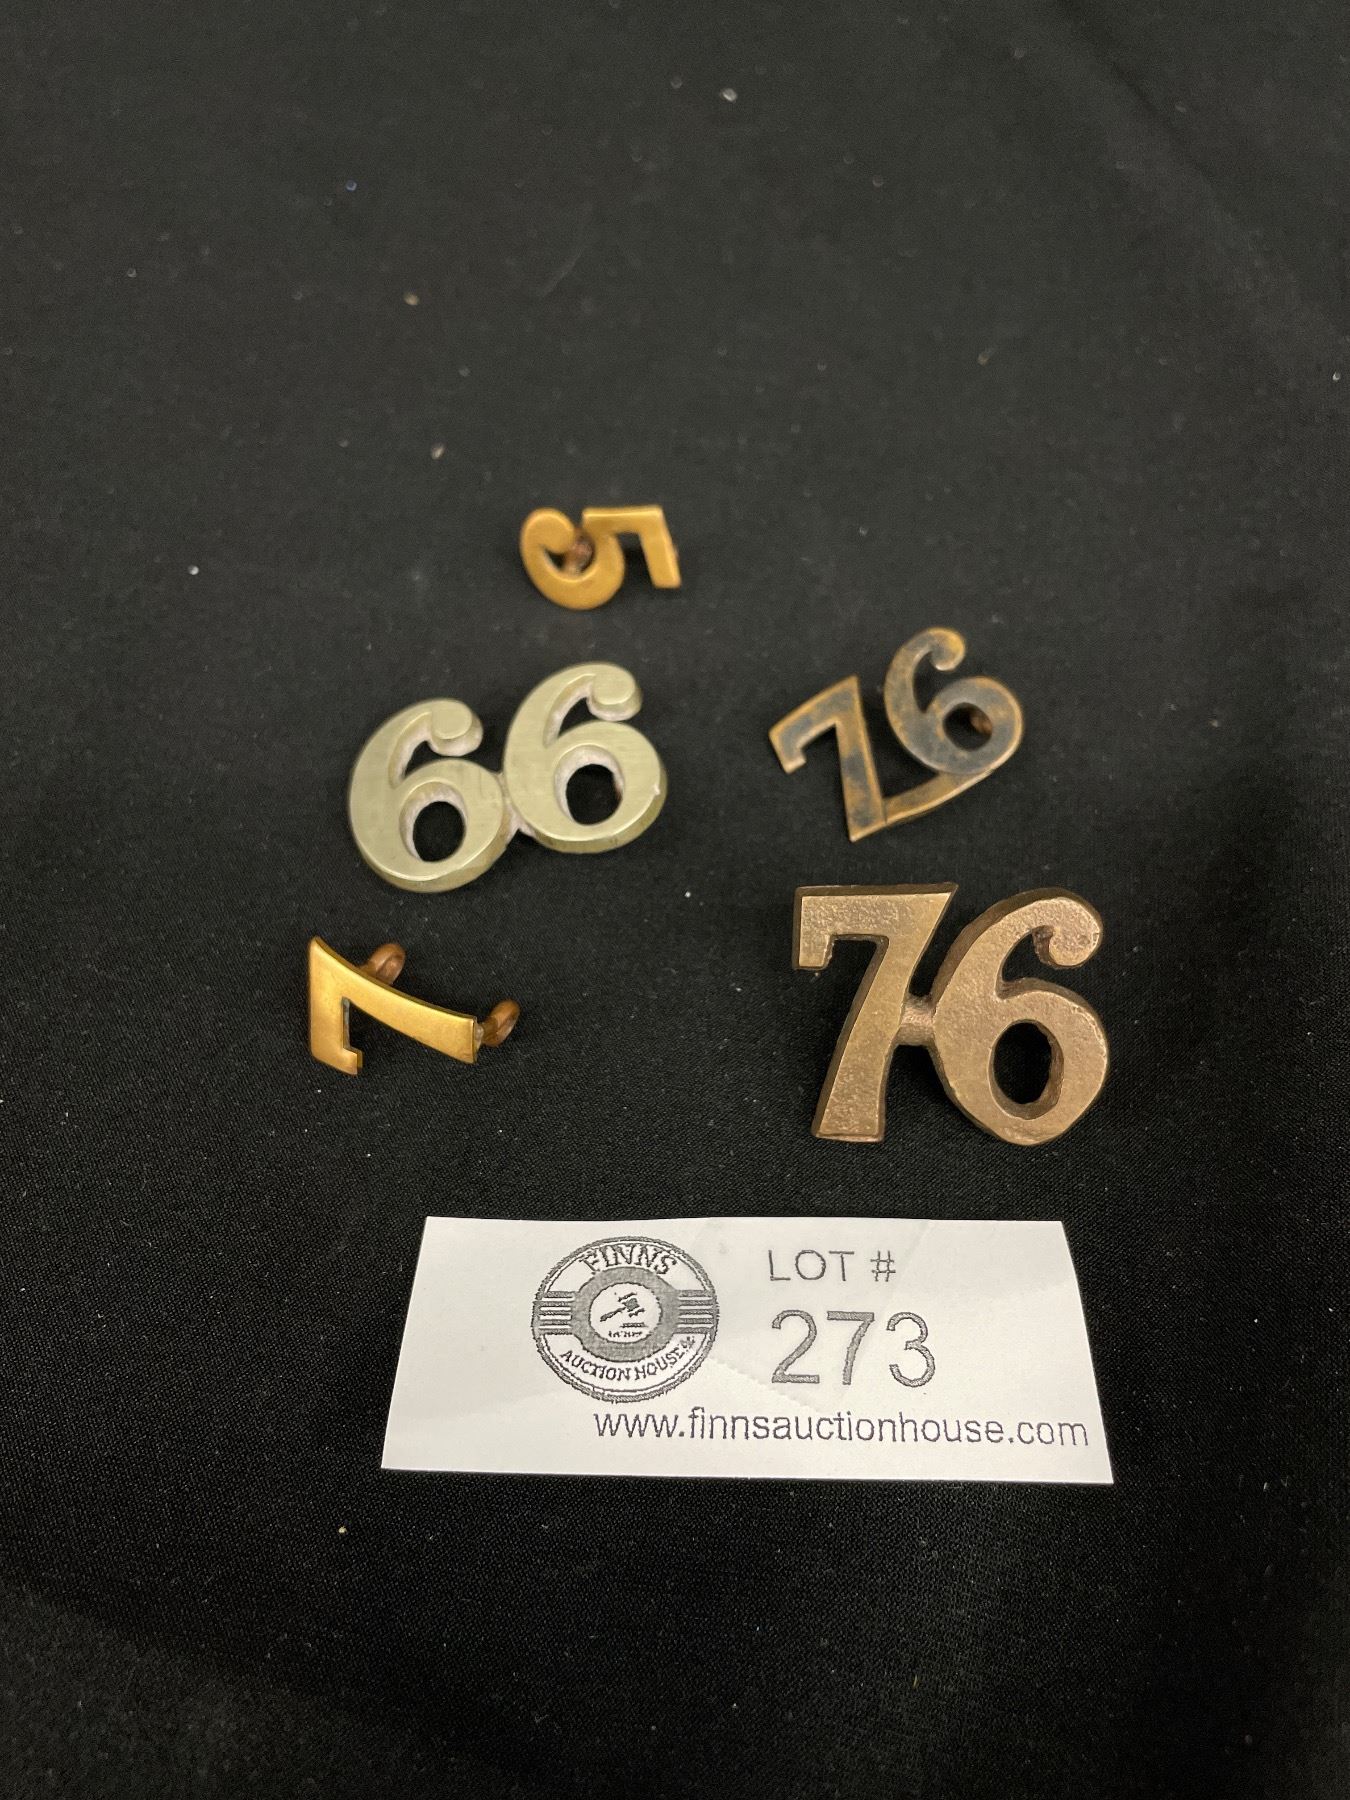 5
66
76
7
76
FINNS
AUCTION HOUSE
LOT #
273
www.finnsauctionhouse.com